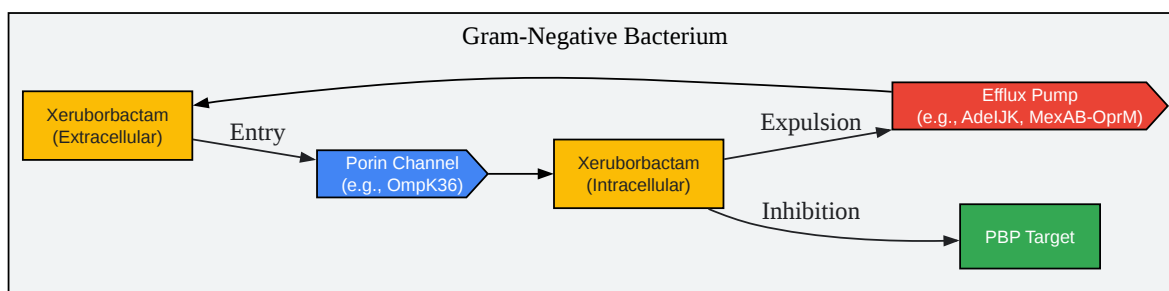 Gram-Negative Bacterium
Xeruborbactam
(Extracellular)
Entry
Porin Channel
(e.g., OmpK36)
Xeruborbactam
(Intracellular)
Expulsion
Efflux Pump
(e.g., AdeIJK, MexAB-OprM)
Inhibition
PBP Target